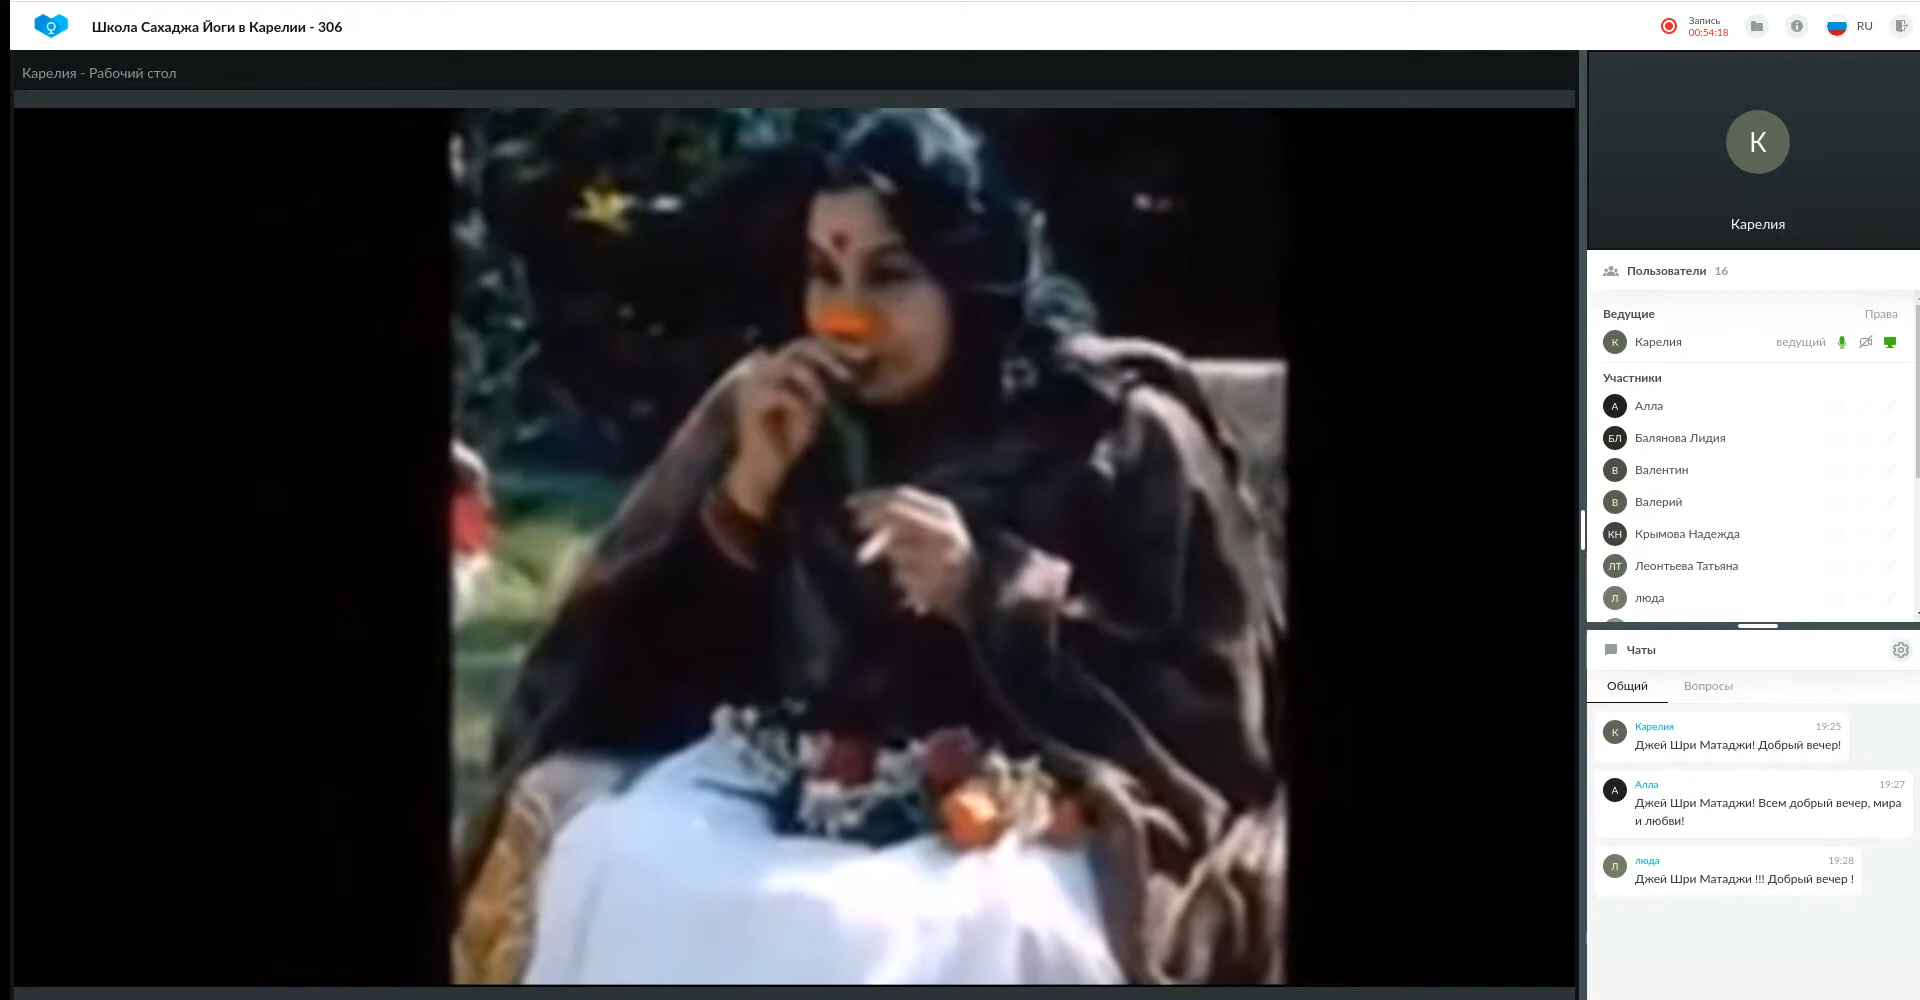 Школа Сахаджа Йоги в Карелии - 306
Запись
00:54:18
RU
Карелия - Рабочий стол
К
Карелия
Пользователи 16
Ведущие Права
К Карелия ведущий
Участники
А Алла
БЛ Балянова Лидия
В Валентин
В Валерий
КН Крымова Надежда
ЛТ Леонтьева Татьяна
Л люда
Чаты
Общий Вопросы
К Карелия 19:25
Джей Шри Матаджи! Добрый вечер!
А Алла 19:27
Джей Шри Матаджи! Всем добрый вечер, мира
и любви!
Л люда 19:28
Джей Шри Матаджи !!! Добрый вечер !